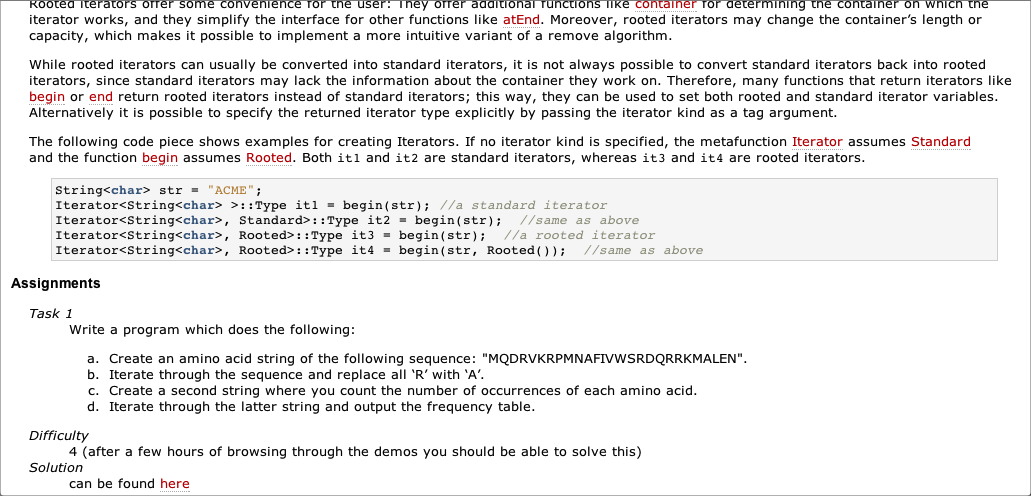 Rooted iterators offer some convenience for the user: They offer additional functions like container for determining the container on which the
iterator works, and they simplify the interface for other functions like atEnd. Moreover, rooted iterators may change the container’s length or
capacity, which makes it possible to implement a more intuitive variant of a remove algorithm.
While rooted iterators can usually be converted into standard iterators, it is not always possible to convert standard iterators back into rooted
iterators, since standard iterators may lack the information about the container they work on. Therefore, many functions that return iterators like
begin or end return rooted iterators instead of standard iterators; this way, they can be used to set both rooted and standard iterator variables.
Alternatively it is possible to specify the returned iterator type explicitly by passing the iterator kind as a tag argument.
The following code piece shows examples for creating Iterators. If no iterator kind is specified, the metafunction Iterator assumes Standard
and the function begin assumes Rooted. Both it1 and it2 are standard iterators, whereas it3 and it4 are rooted iterators.
String<char> str = "ACME";
Iterator<String<char> >::Type it1 = begin(str); //a standard iterator
Iterator<String<char>, Standard>::Type it2 = begin(str);  //same as above
Iterator<String<char>, Rooted>::Type it3 = begin(str);  //a rooted iterator
Iterator<String<char>, Rooted>::Type it4 = begin(str, Rooted());  //same as above
Assignments
Task 1
Write a program which does the following:
a. Create an amino acid string of the following sequence: "MQDRVKRPMNAFIVWSRDQRRKMALEN".
b. Iterate through the sequence and replace all ‘R’ with ‘A’.
c. Create a second string where you count the number of occurrences of each amino acid.
d. Iterate through the latter string and output the frequency table.
Difficulty
4 (after a few hours of browsing through the demos you should be able to solve this)
Solution
can be found here